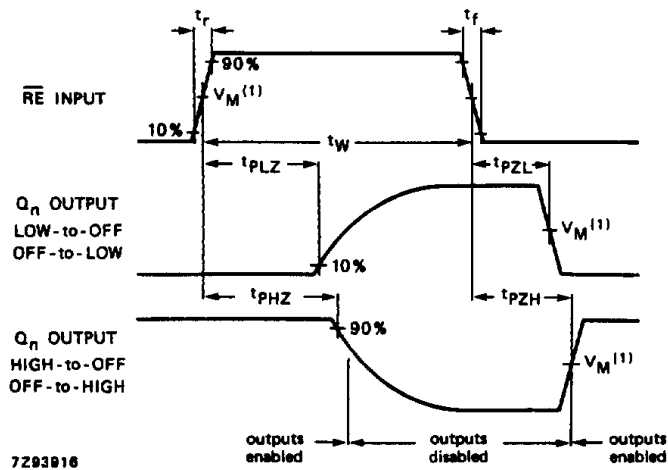 tr
tf
90%
RE INPUT
VM(1)
10%
tW
tPLZ
tPZL
Qn OUTPUT
LOW-to-OFF
OFF-to-LOW
VM(1)
10%
tPHZ
tPZH
90%
Qn OUTPUT
HIGH-to-OFF
OFF-to-HIGH
VM(1)
outputs
enabled
outputs
disabled
outputs
enabled
7Z93916